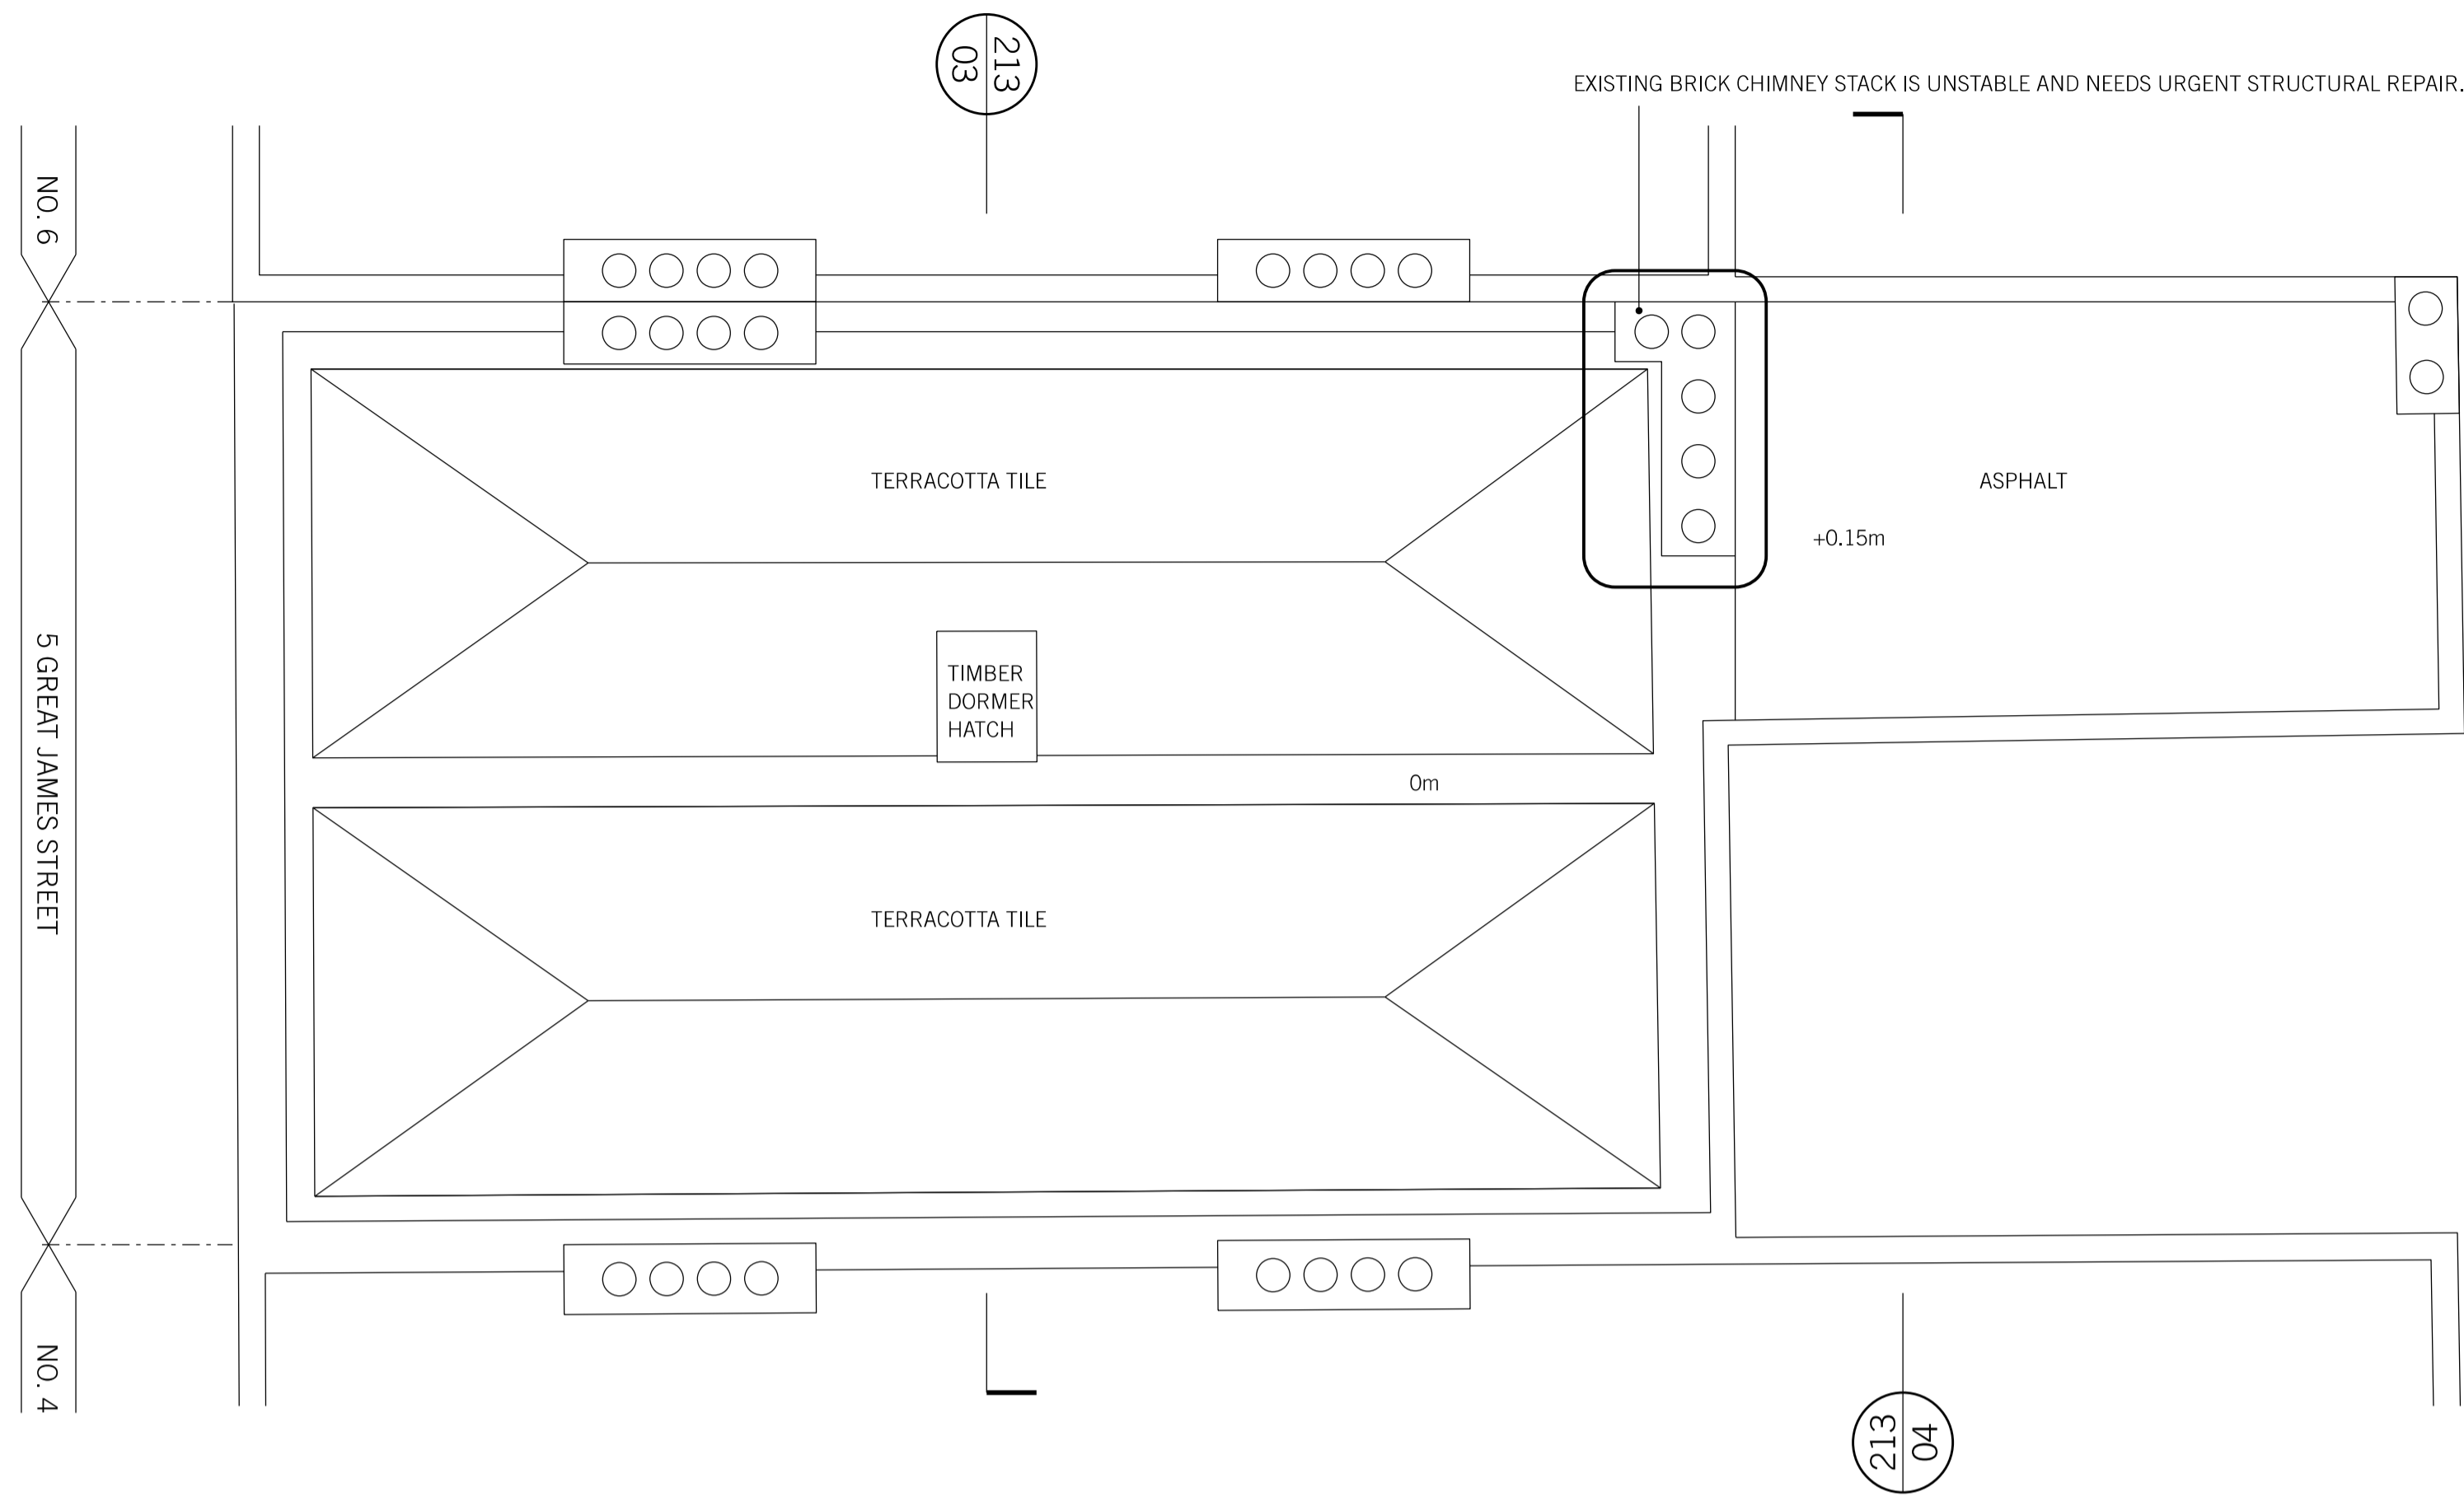 213
03
EXISTING BRICK CHIMNEY STACK IS UNSTABLE AND NEEDS URGENT STRUCTURAL REPAIR.
NO. 6
TERRACOTTA TILE
ASPHALT
+0.15m
5 GREAT JAMES STREET
TIMBER
DORMER
HATCH
0m
TERRACOTTA TILE
NO. 4
213
04